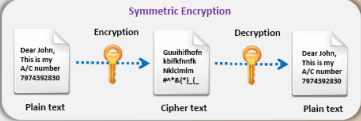 Symmetric Encryption
Encryption
Decryption
Dear John,
This is my
A/C number
7974392830
Guuihifhofn
kbifkfnnfk
Nklclmlm
#^*&(*)_(_
Dear John,
This is my
A/C number
7974392830
Plain text
Cipher text
Plain text